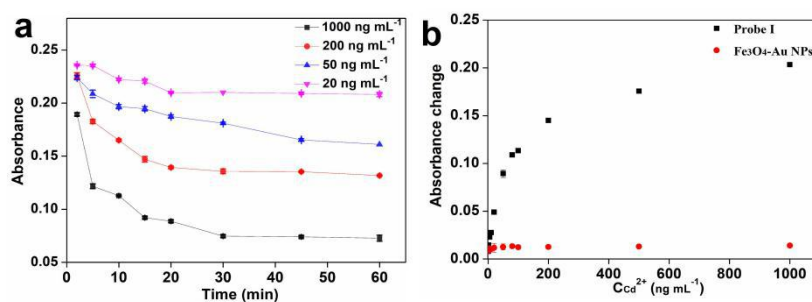 a
1000 ng mL⁻¹
200 ng mL⁻¹
50 ng mL⁻¹
20 ng mL⁻¹
0.25
0.20
0.15
0.10
0.05
Absorbance
0 10 20 30 40 50 60
Time (min)
b
Probe I
Fe₃O₄-Au NPs
0.25
0.20
0.15
0.10
0.05
0.00
Absorbance change
0 200 400 600 800 1000
C_Cd²⁺ (ng mL⁻¹)